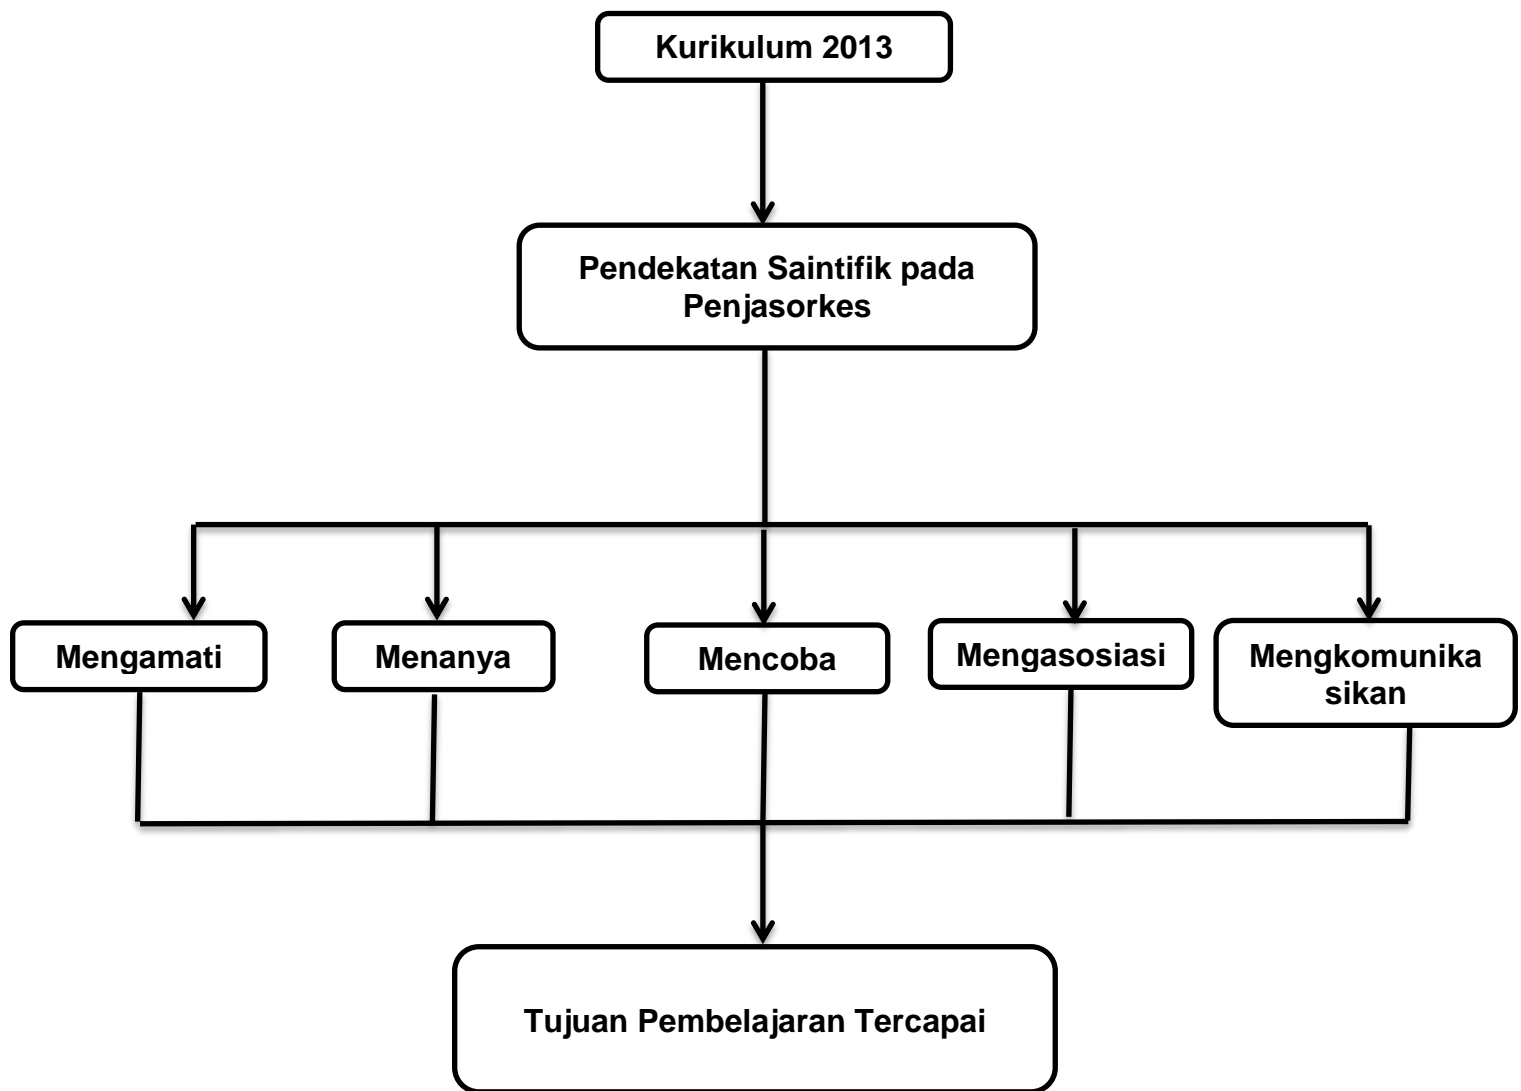 Kurikulum 2013
Pendekatan Saintifik pada
Penjasorkes
Mengamati
Menanya
Mencoba
Mengasosiasi
Mengkomunika
sikan
Tujuan Pembelajaran Tercapai